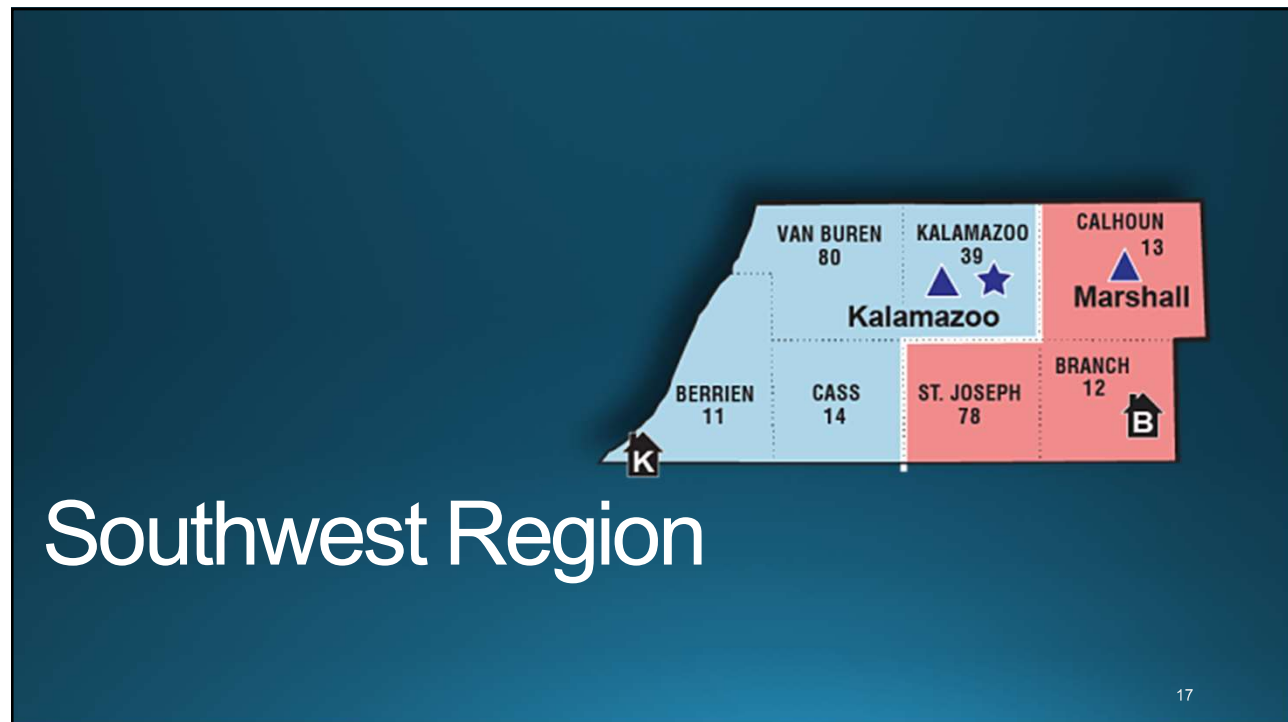 VAN BUREN
80
KALAMAZOO
39
CALHOUN
13
Kalamazoo
Marshall
BERRIEN
11
CASS
14
ST. JOSEPH
78
BRANCH
12
B
K
Southwest Region
17